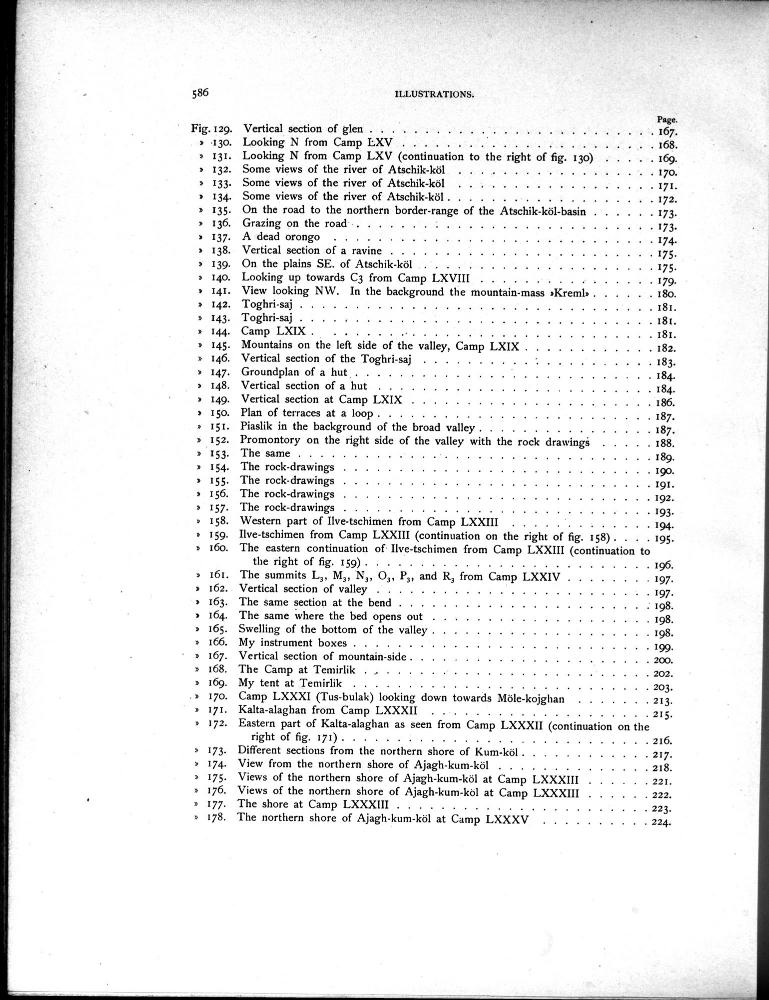 586 ILLUSTRATIONS.
Page.
Fig. 129. Vertical section of glen . . . . . . . . . . . . . . . . . . . . . . . . . . 167.
» 130. Looking N from Camp LXV . . . . . . . . . . . . . . . . . . . . . . . 168.
» 131. Looking N from Camp LXV (continuation to the right of fig. 130) . . . . . 169.
» 132. Some views of the river of Atschik-köl . . . . . . . . . . . . . . . . . . 170.
» 133. Some views of the river of Atschik-köl . . . . . . . . . . . . . . . . . . 171.
» 134. Some views of the river of Atschik-köl . . . . . . . . . . . . . . . . . . . 172.
» 135. On the road to the northern border-range of the Atschik-köl-basin . . . . . . 173.
» 136. Grazing on the road . . . . . . . . . . . . . . . . . . . . . . . . . . . 173.
» 137. A dead orongo . . . . . . . . . . . . . . . . . . . . . . . . . . . . . 174.
» 138. Vertical section of a ravine . . . . . . . . . . . . . . . . . . . . . . . . 175.
» 139. On the plains SE. of Atschik-köl . . . . . . . . . . . . . . . . . . . . . 175.
» 140. Looking up towards C3 from Camp LXVIII . . . . . . . . . . . . . . . . 179.
» 141. View looking NW. In the background the mountain-mass »Kreml» . . . . . . 180.
» 142. Toghri-saj . . . . . . . . . . . . . . . . . . . . . . . . . . . . . . . . 181.
» 143. Toghri-saj . . . . . . . . . . . . . . . . . . . . . . . . . . . . . . . . 181.
» 144. Camp LXIX . . . . . . . . . . . . . . . . . . . . . . . . . . . . . . . 181.
» 145. Mountains on the left side of the valley, Camp LXIX . . . . . . . . . . . . 182.
» 146. Vertical section of the Toghri-saj . . . . . . . . . . . . . . . . . . . . . 183.
» 147. Groundplan of a hut . . . . . . . . . . . . . . . . . . . . . . . . . . . 184.
» 148. Vertical section of a hut . . . . . . . . . . . . . . . . . . . . . . . . . 184.
» 149. Vertical section at Camp LXIX . . . . . . . . . . . . . . . . . . . . . . 186.
» 150. Plan of terraces at a loop . . . . . . . . . . . . . . . . . . . . . . . . . 187.
» 151. Piaslik in the background of the broad valley . . . . . . . . . . . . . . . . 187.
» 152. Promontory on the right side of the valley with the rock drawings . . . . . 188.
» 153. The same . . . . . . . . . . . . . . . . . . . . . . . . . . . . . . . . 189.
» 154. The rock-drawings . . . . . . . . . . . . . . . . . . . . . . . . . . . . 190.
» 155. The rock-drawings . . . . . . . . . . . . . . . . . . . . . . . . . . . . 191.
» 156. The rock-drawings . . . . . . . . . . . . . . . . . . . . . . . . . . . . 192.
» 157. The rock-drawings . . . . . . . . . . . . . . . . . . . . . . . . . . . . 193.
» 158. Western part of Ilve-tschimen from Camp LXXIII . . . . . . . . . . . . . 194.
» 159. Ilve-tschimen from Camp LXXIII (continuation on the right of fig. 158) . . . . 195.
» 160. The eastern continuation of Ilve-tschimen from Camp LXXIII (continuation to
the right of fig. 159) . . . . . . . . . . . . . . . . . . . . . . . . . . 196.
» 161. The summits L₃, M₃, N₃, O₃, P₃, and R₃ from Camp LXXIV . . . . . . . . 197.
» 162. Vertical section of valley . . . . . . . . . . . . . . . . . . . . . . . . . 197.
» 163. The same section at the bend . . . . . . . . . . . . . . . . . . . . . . . 198.
» 164. The same where the bed opens out . . . . . . . . . . . . . . . . . . . . 198.
» 165. Swelling of the bottom of the valley . . . . . . . . . . . . . . . . . . . . 198.
» 166. My instrument boxes . . . . . . . . . . . . . . . . . . . . . . . . . . . 199.
» 167. Vertical section of mountain-side . . . . . . . . . . . . . . . . . . . . . . 200.
» 168. The Camp at Temirlik . . . . . . . . . . . . . . . . . . . . . . . . . . 202.
» 169. My tent at Temirlik . . . . . . . . . . . . . . . . . . . . . . . . . . . 203.
» 170. Camp LXXXI (Tus-bulak) looking down towards Möle-kojghan . . . . . . . 213.
» 171. Kalta-alaghan from Camp LXXXII . . . . . . . . . . . . . . . . . . . . 215.
» 172. Eastern part of Kalta-alaghan as seen from Camp LXXXII (continuation on the
right of fig. 171) . . . . . . . . . . . . . . . . . . . . . . . . . . . . 216.
» 173. Different sections from the northern shore of Kum-köl . . . . . . . . . . . . 217.
» 174. View from the northern shore of Ajagh-kum-köl . . . . . . . . . . . . . . 218.
» 175. Views of the northern shore of Ajagh-kum-köl at Camp LXXXIII . . . . . . 221.
» 176. Views of the northern shore of Ajagh-kum-köl at Camp LXXXIII . . . . . . 222.
» 177. The shore at Camp LXXXIII . . . . . . . . . . . . . . . . . . . . . . . 223.
» 178. The northern shore of Ajagh-kum-köl at Camp LXXXV . . . . . . . . . . 224.